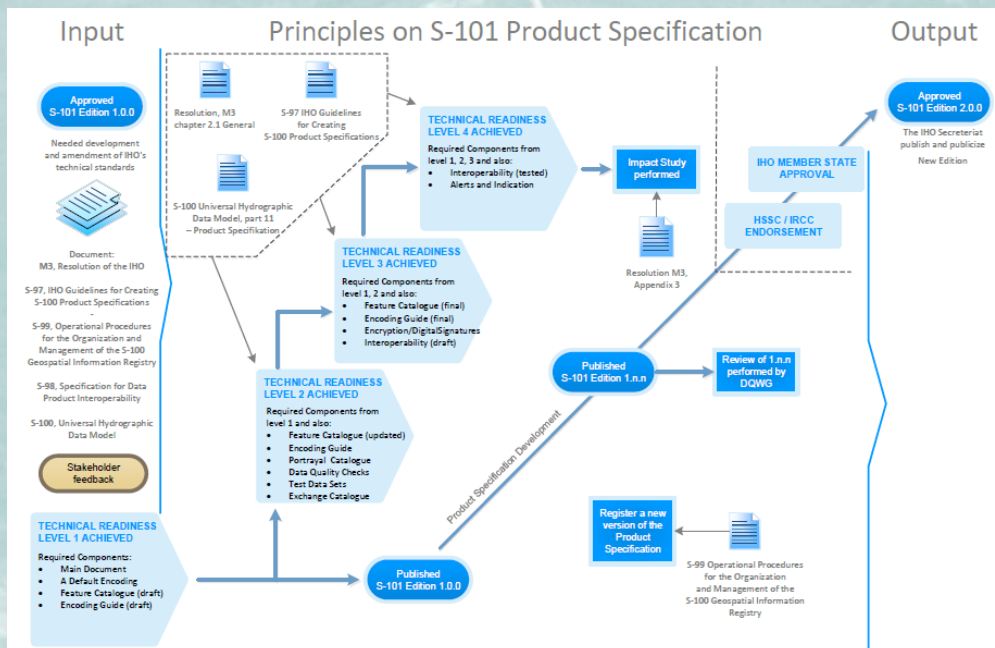 Input
Principles on S-101 Product Specification
Output
Approved
S-101 Edition 1.0.0
Needed development
and amendment of IHO's
technical standards
Document:
M3, Resolution of the IHO
S-97, IHO Guidelines for Creating
S-100 Product Specifications
-
S-99, Operational Procedures
for the Organization
and Management of the S-100
Geospatial Information Registry
S-98, Specification for Data
Product Interoperability
S-100, Universal Hydrographic
Data Model
Stakeholder
feedback
TECHNICAL READINESS
LEVEL 1 ACHIEVED
Required Components:
• Main Document
• A Default Encoding
• Feature Catalogue (draft)
• Encoding Guide (draft)
Resolution, M3
chapter 2.1 General
S-97 IHO Guidelines
for Creating
S-100 Product Specifications
S-100 Universal Hydrographic
Data Model, part 11
– Product Spesifikation
TECHNICAL READINESS
LEVEL 2 ACHIEVED
Required Components from
level 1 and also:
• Feature Catalogue (updated)
• Encoding Guide
• Portrayal Catalogue
• Data Quality Checks
• Test Data Sets
• Exchange Catalogue
TECHNICAL READINESS
LEVEL 3 ACHIEVED
Required Components from
level 1, 2 and also:
• Feature Catalogue (final)
• Encoding Guide (final)
• Encryption/DigitalSignatures
• Interoperability (draft)
TECHNICAL READINESS
LEVEL 4 ACHIEVED
Required Components from
level 1, 2, 3 and also:
• Interoperability (tested)
• Alerts and Indication
Impact Study
performed
Resolution M3,
Appendix 3
Published
S-101 Edition 1.0.0
Product Specification Development
Published
S-101 Edition 1.n.n
Review of 1.n.n
performed by
DQWG
Register a new
version of the
Product
Specification
S-99 Operational Procedures
for the Organization
and Management of the
S-100 Geospatial Information
Registry
HSSC / IRCC
ENDORSEMENT
IHO MEMBER STATE
APPROVAL
Approved
S-101 Edition 2.0.0
The IHO Secreteriat
publish and publicize
New Edition